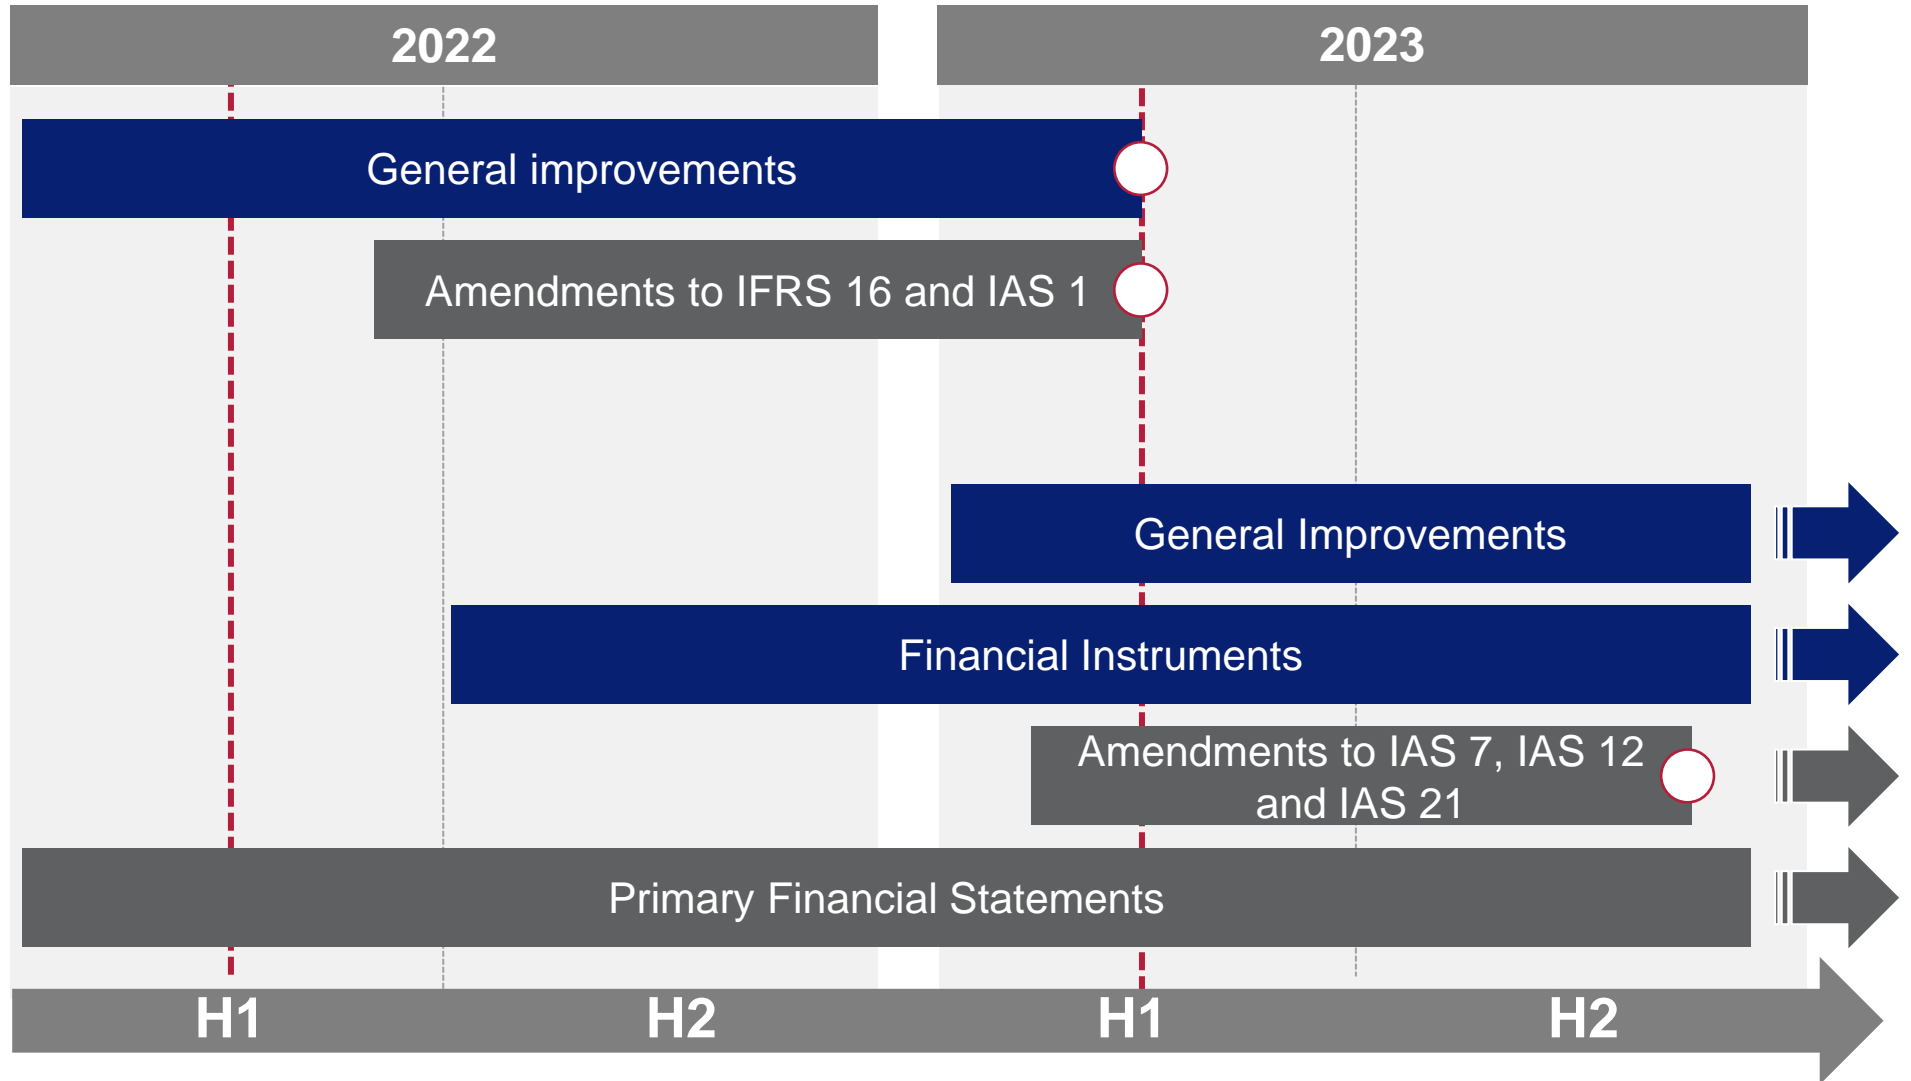 2022
2023
General improvements
Amendments to IFRS 16 and IAS 1
General Improvements
Financial Instruments
Amendments to IAS 7, IAS 12
and IAS 21
Primary Financial Statements
H1
H2
H1
H2